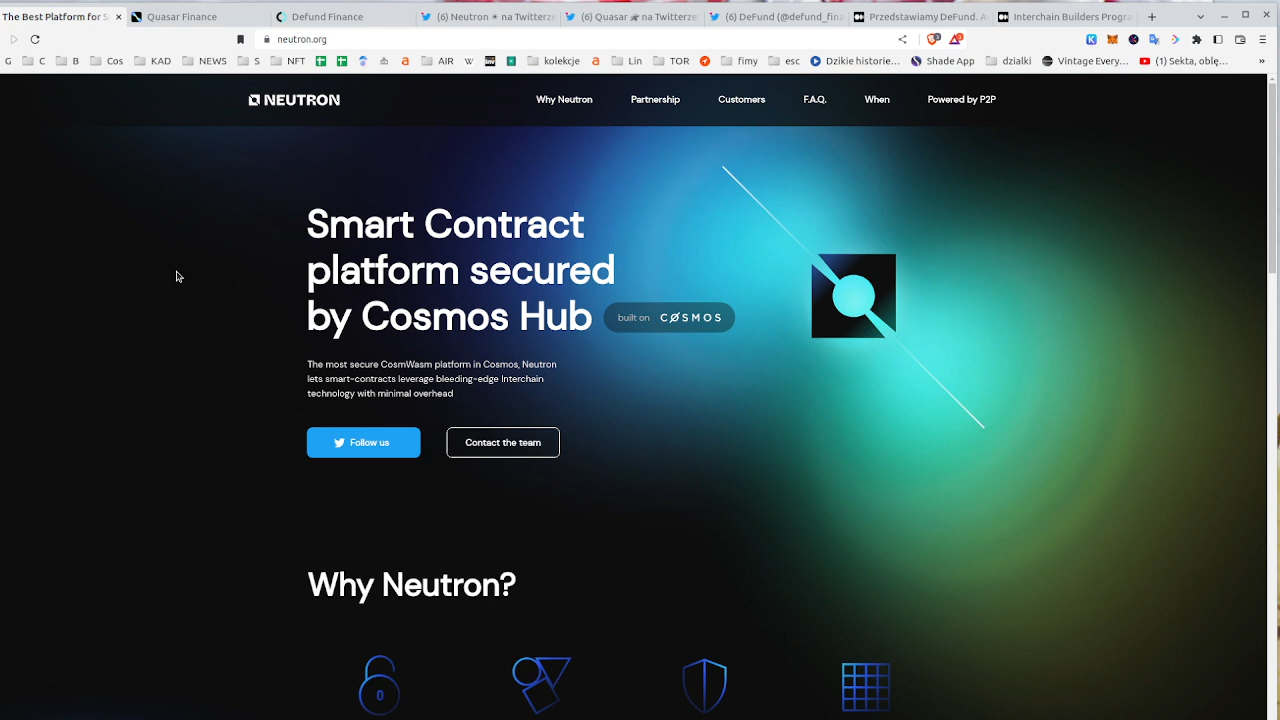 The Best Platform for S
Quasar Finance
Defund Finance
(6) Neutron ⚛ na Twitterze
(6) Quasar na Twitterze:
(6) DeFund (@defund_fina
Przedstawiamy DeFund. A
Interchain Builders Progra
neutron.org
G
C
B
Cos
KAD
NEWS
S
NFT
AIR
kolekcje
Lin
TOR
fimy
esc
Dzikie historie...
Shade App
dzialki
Vintage Every...
(1) Sekta, oblę...
»
NEUTRON
Why Neutron
Partnership
Customers
F.A.Q.
When
Powered by P2P
Smart Contract
platform secured
by Cosmos Hub
built on COSMOS
The most secure CosmWasm platform in Cosmos, Neutron
lets smart-contracts leverage bleeding-edge Interchain
technology with minimal overhead
Follow us
Contact the team
Why Neutron?
0